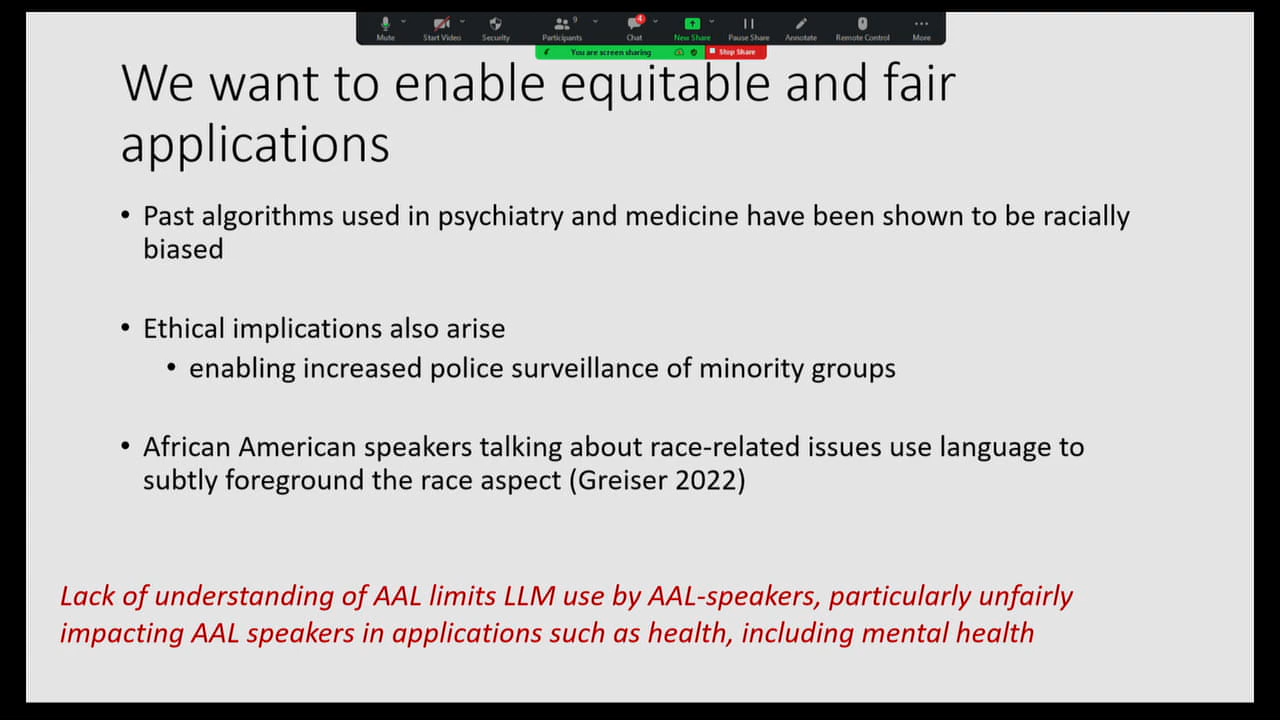 Mute
Start Video
Security
Participants
9
Chat
4
New Share
Pause Share
Annotate
Remote Control
More
You are screen sharing
Stop Share
We want to enable equitable and fair
applications
• Past algorithms used in psychiatry and medicine have been shown to be racially
biased
• Ethical implications also arise
• enabling increased police surveillance of minority groups
• African American speakers talking about race-related issues use language to
subtly foreground the race aspect (Greiser 2022)
Lack of understanding of AAL limits LLM use by AAL-speakers, particularly unfairly
impacting AAL speakers in applications such as health, including mental health